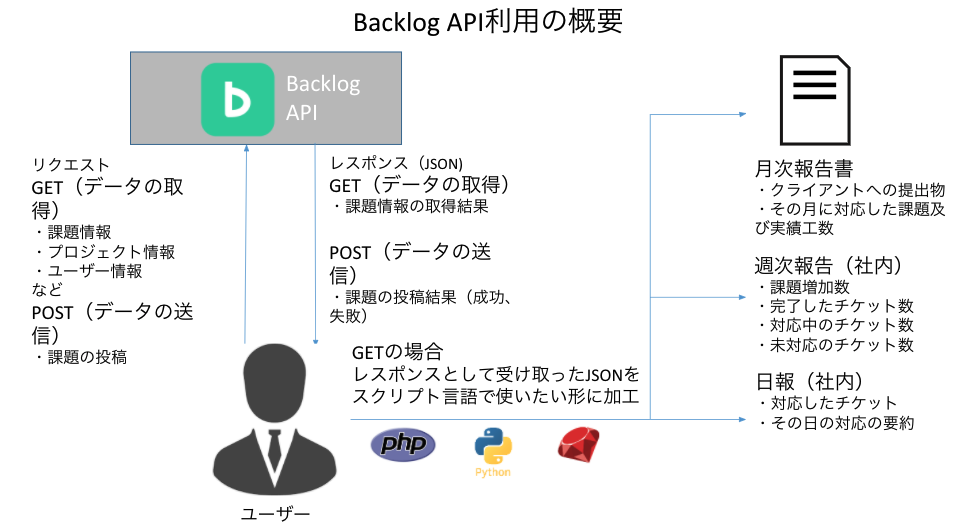 Backlog API利用の概要
Backlog
API
リクエスト
GET（データの取
得）
・課題情報
・プロジェクト情報
・ユーザー情報
など
POST（データの送
信）
・課題の投稿
レスポンス（JSON)
GET（データの取得）
・課題情報の取得結果
POST（データの送
信）
・課題の投稿結果（成功、
失敗）
GETの場合
レスポンスとして受け取ったJSONを
スクリプト言語で使いたい形に加工
php
Python
ユーザー
月次報告書
・クライアントへの提出物
・その月に対応した課題及
び実績工数
週次報告（社内）
・課題増加数
・完了したチケット数
・対応中のチケット数
・未対応のチケット数
日報（社内）
・対応したチケット
・その日の対応の要約